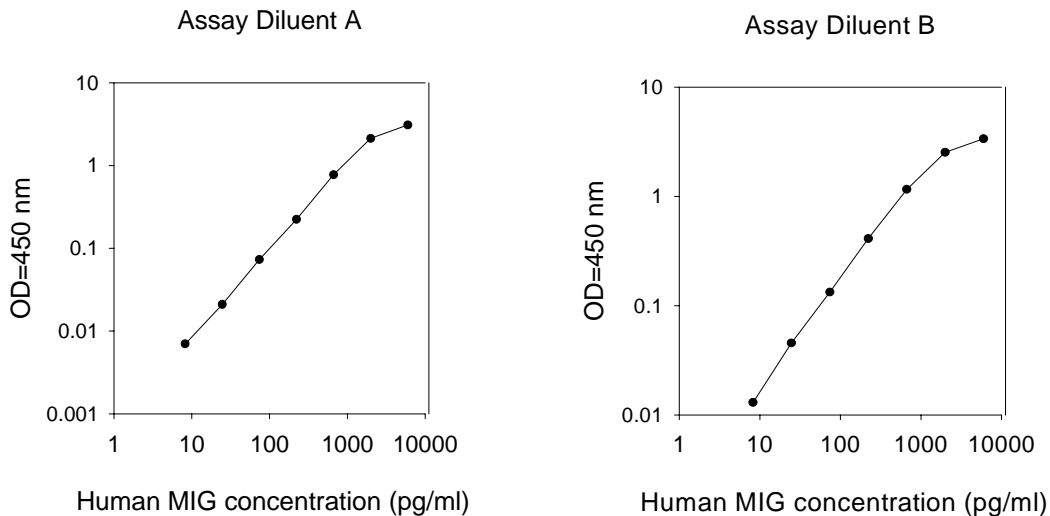 Assay Diluent A
10
1
0.1
0.01
0.001
OD=450 nm
1 10 100 1000 10000
Human MIG concentration (pg/ml)
Assay Diluent B
10
1
0.1
0.01
OD=450 nm
1 10 100 1000 10000
Human MIG concentration (pg/ml)